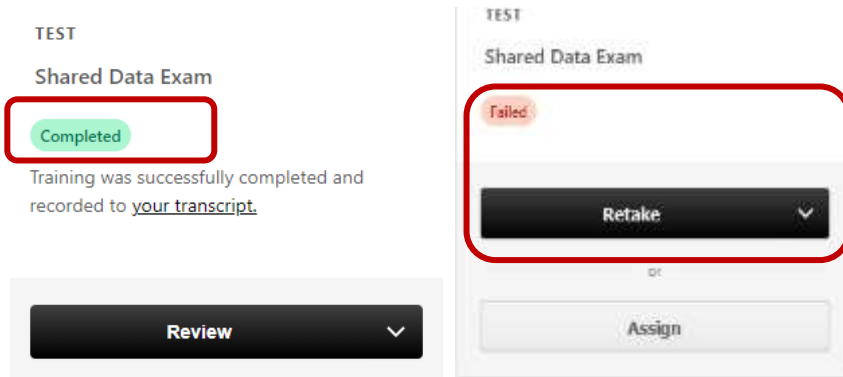 TEST
Shared Data Exam
Completed
Training was successfully completed and
recorded to your transcript.
Review
TEST
Shared Data Exam
Failed
Retake
or
Assign